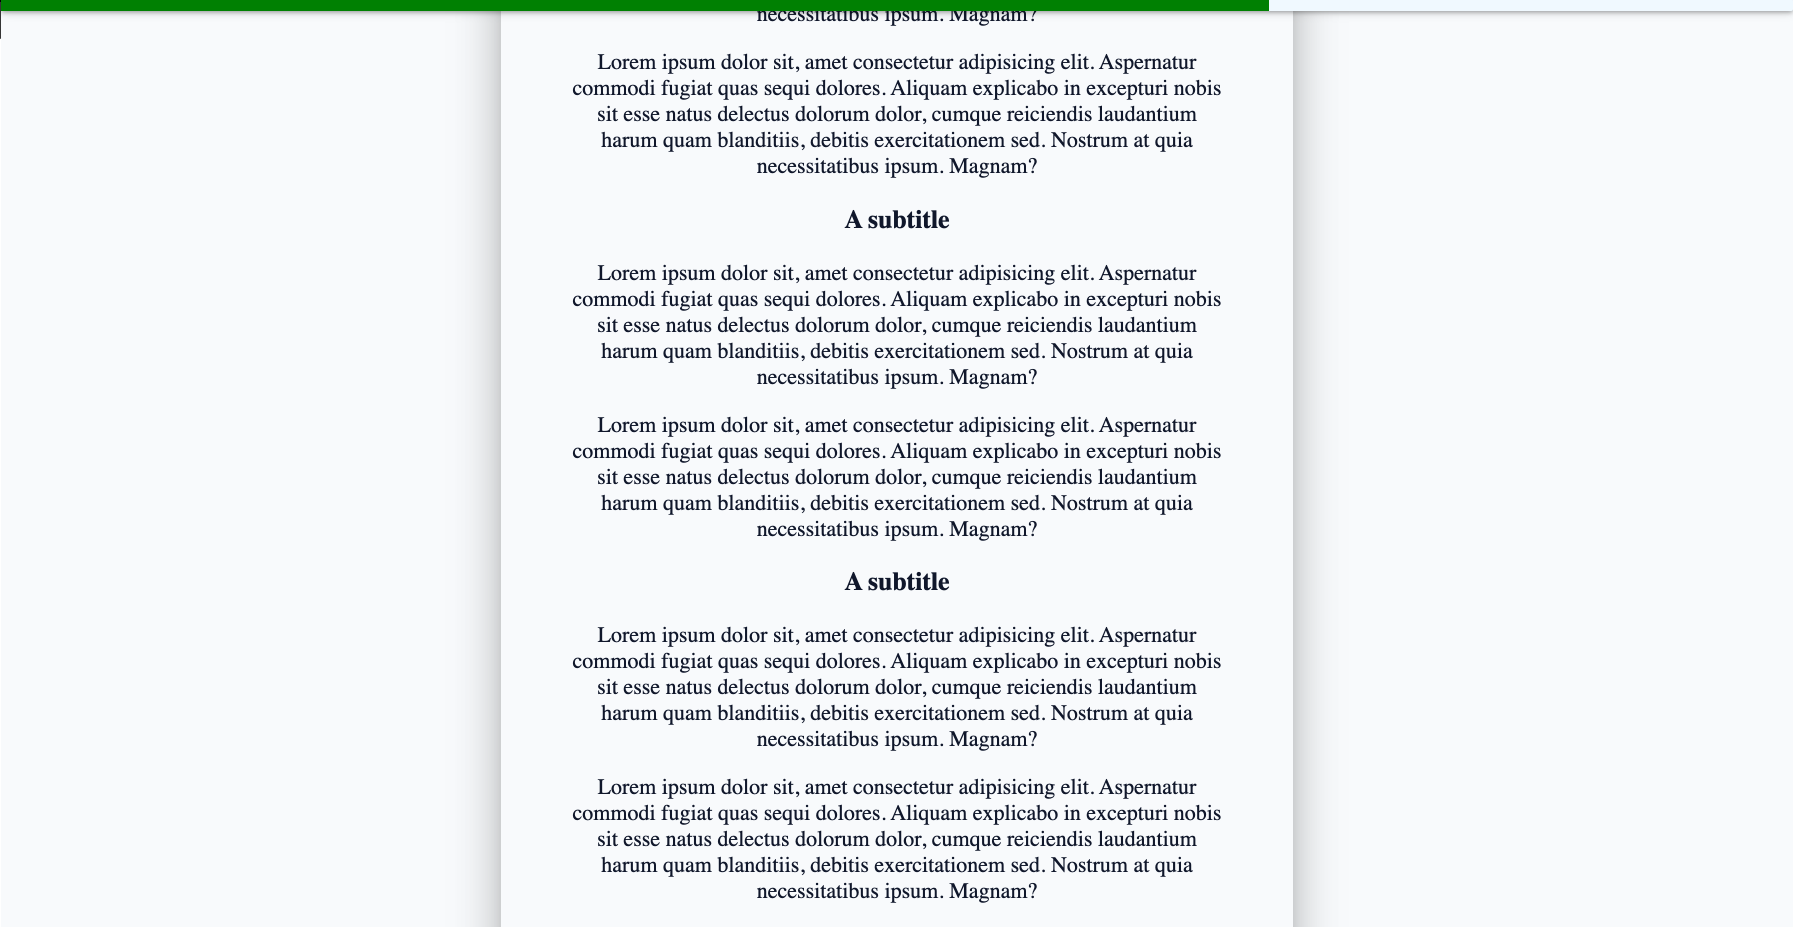 necessitatibus ipsum. Magnam?
Lorem ipsum dolor sit, amet consectetur adipisicing elit. Aspernatur
commodi fugiat quas sequi dolores. Aliquam explicabo in excepturi nobis
sit esse natus delectus dolorum dolor, cumque reiciendis laudantium
harum quam blanditiis, debitis exercitationem sed. Nostrum at quia
necessitatibus ipsum. Magnam?
A subtitle
Lorem ipsum dolor sit, amet consectetur adipisicing elit. Aspernatur
commodi fugiat quas sequi dolores. Aliquam explicabo in excepturi nobis
sit esse natus delectus dolorum dolor, cumque reiciendis laudantium
harum quam blanditiis, debitis exercitationem sed. Nostrum at quia
necessitatibus ipsum. Magnam?
Lorem ipsum dolor sit, amet consectetur adipisicing elit. Aspernatur
commodi fugiat quas sequi dolores. Aliquam explicabo in excepturi nobis
sit esse natus delectus dolorum dolor, cumque reiciendis laudantium
harum quam blanditiis, debitis exercitationem sed. Nostrum at quia
necessitatibus ipsum. Magnam?
A subtitle
Lorem ipsum dolor sit, amet consectetur adipisicing elit. Aspernatur
commodi fugiat quas sequi dolores. Aliquam explicabo in excepturi nobis
sit esse natus delectus dolorum dolor, cumque reiciendis laudantium
harum quam blanditiis, debitis exercitationem sed. Nostrum at quia
necessitatibus ipsum. Magnam?
Lorem ipsum dolor sit, amet consectetur adipisicing elit. Aspernatur
commodi fugiat quas sequi dolores. Aliquam explicabo in excepturi nobis
sit esse natus delectus dolorum dolor, cumque reiciendis laudantium
harum quam blanditiis, debitis exercitationem sed. Nostrum at quia
necessitatibus ipsum. Magnam?